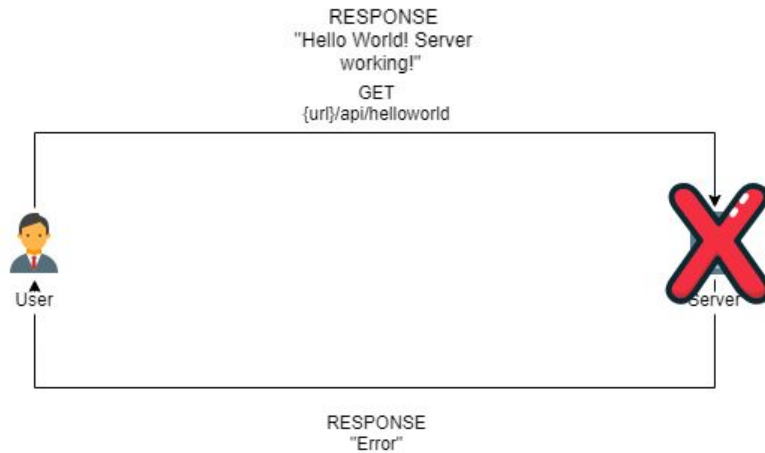 RESPONSE
"Hello World! Server
working!"
GET
{url}/api/helloworld
User
Server
RESPONSE
"Error"